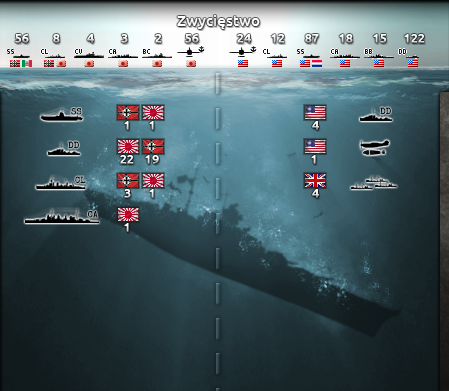 Zwycięstwo
56 8 4 3 2 56 24 12 87 18 15 122
SS CL CV CA BC CL SS CA BB DD
SS 1 1 4 DD
DD 22 19 1
CL 3 1 4
CA 1